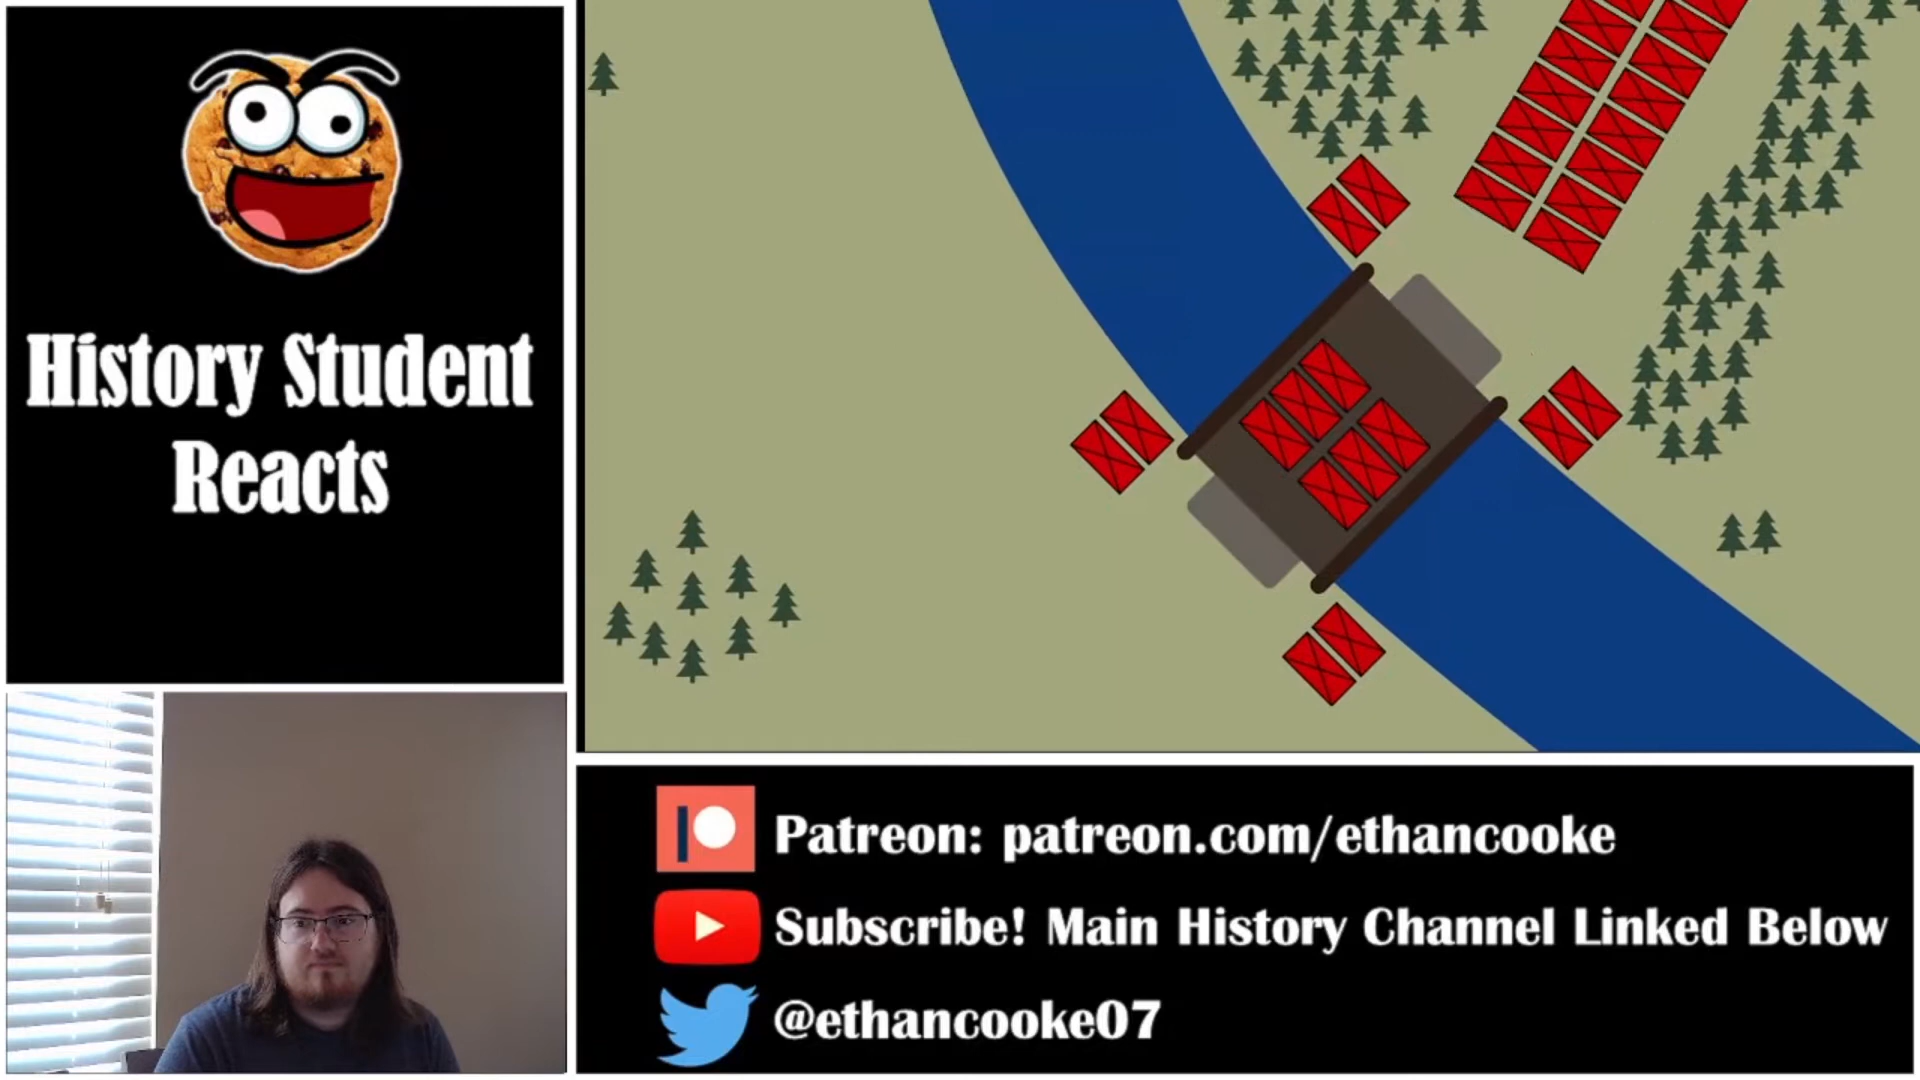 History Student
Reacts
Patreon: patreon.com/ethancooke
Subscribe! Main History Channel Linked Below
@ethancooke07